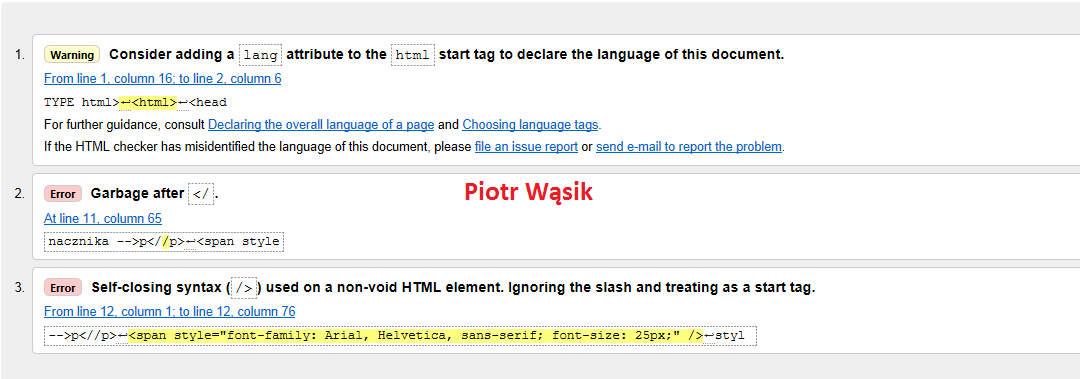 1. Warning Consider adding a lang attribute to the html start tag to declare the language of this document.
From line 1, column 16; to line 2, column 6
TYPE html>↩<html>↩<head
For further guidance, consult Declaring the overall language of a page and Choosing language tags.
If the HTML checker has misidentified the language of this document, please file an issue report or send e-mail to report the problem.
2. Error Garbage after </.
Piotr Wąsik
At line 11, column 65
nacznika -->p<//p>↩<span style
3. Error Self-closing syntax (/>) used on a non-void HTML element. Ignoring the slash and treating as a start tag.
From line 12, column 1; to line 12, column 76
-->p<//p>↩<span style="font-family: Arial, Helvetica, sans-serif; font-size: 25px;" />↩styl